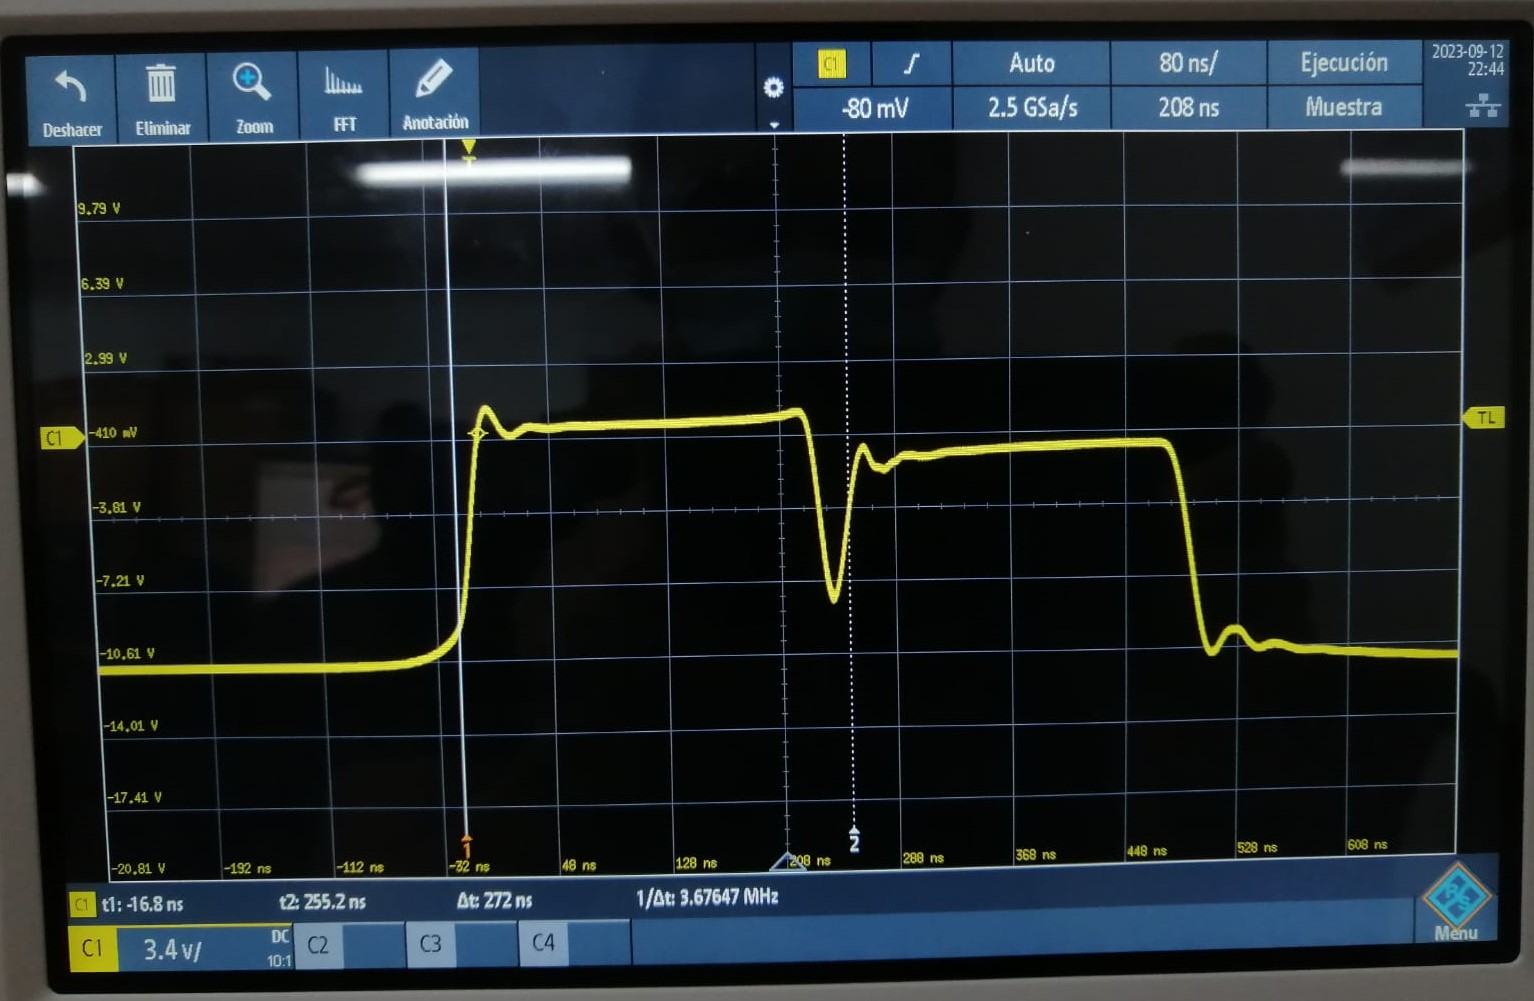 Deshacer
Eliminar
Zoom
FFT
Anotación
C1
Auto
80 ns/
Ejecución
2023-09-12
22:44
-80 mV
2.5 GSa/s
208 ns
Muestra
T
9.79 V
6.39 V
2.99 V
C1
-410 mV
TL
-3.81 V
-7.21 V
-10.61 V
-14.01 V
-17.41 V
1
2
-20.81 V
-192 ns
-112 ns
-32 ns
48 ns
128 ns
208 ns
288 ns
368 ns
448 ns
528 ns
608 ns
C1
t1: -16.8 ns
t2: 255.2 ns
Δt: 272 ns
1/Δt: 3.67647 MHz
C1
3.4 v/
DC
10:1
C2
C3
C4
R&S
Menu